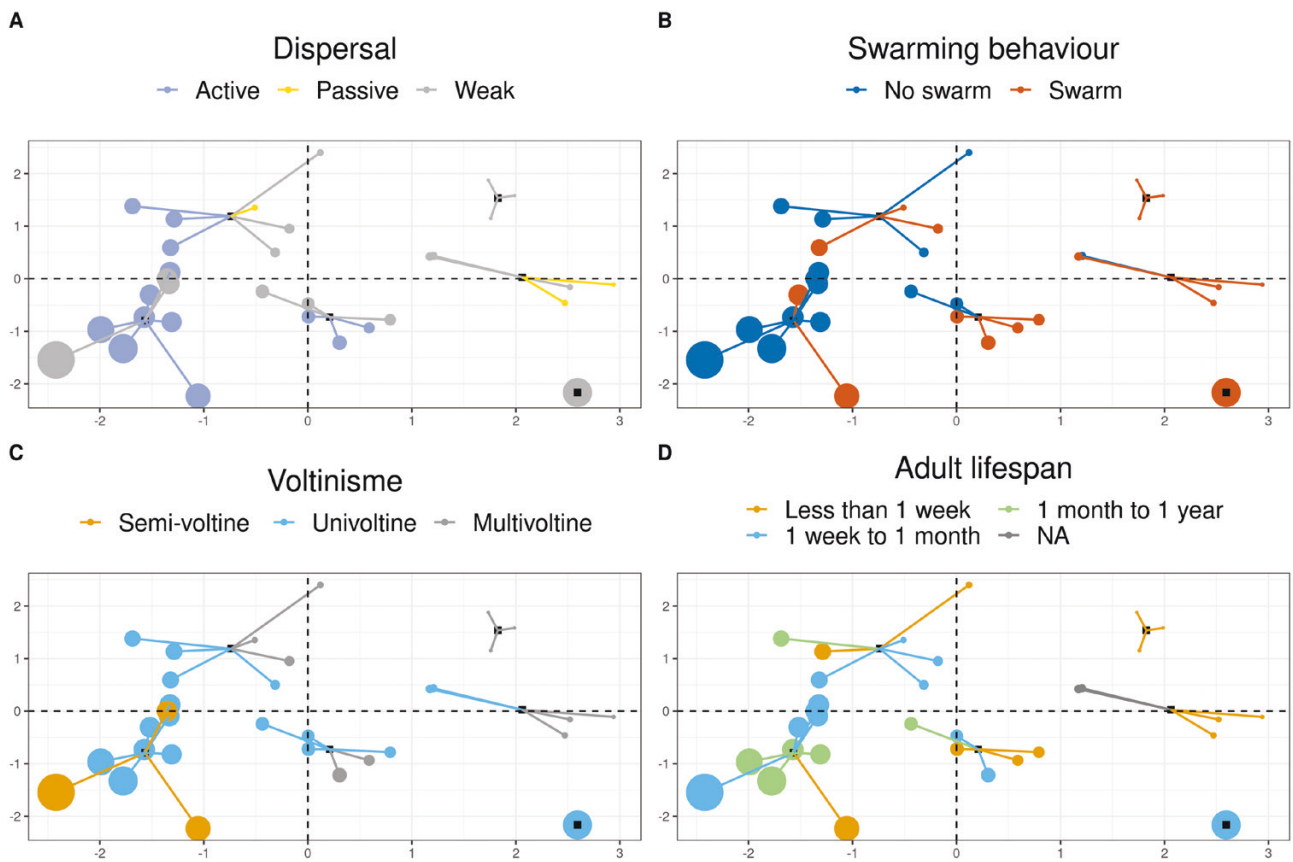 A
Dispersal
Active Passive Weak
2
1
0
-1
-2
-2 -1 0 1 2 3
B
Swarming behaviour
No swarm Swarm
2
1
0
-1
-2
-2 -1 0 1 2 3
C
Voltinisme
Semi-voltine Univoltine Multivoltine
2
1
0
-1
-2
-2 -1 0 1 2 3
D
Adult lifespan
Less than 1 week 1 month to 1 year
1 week to 1 month NA
2
1
0
-1
-2
-2 -1 0 1 2 3